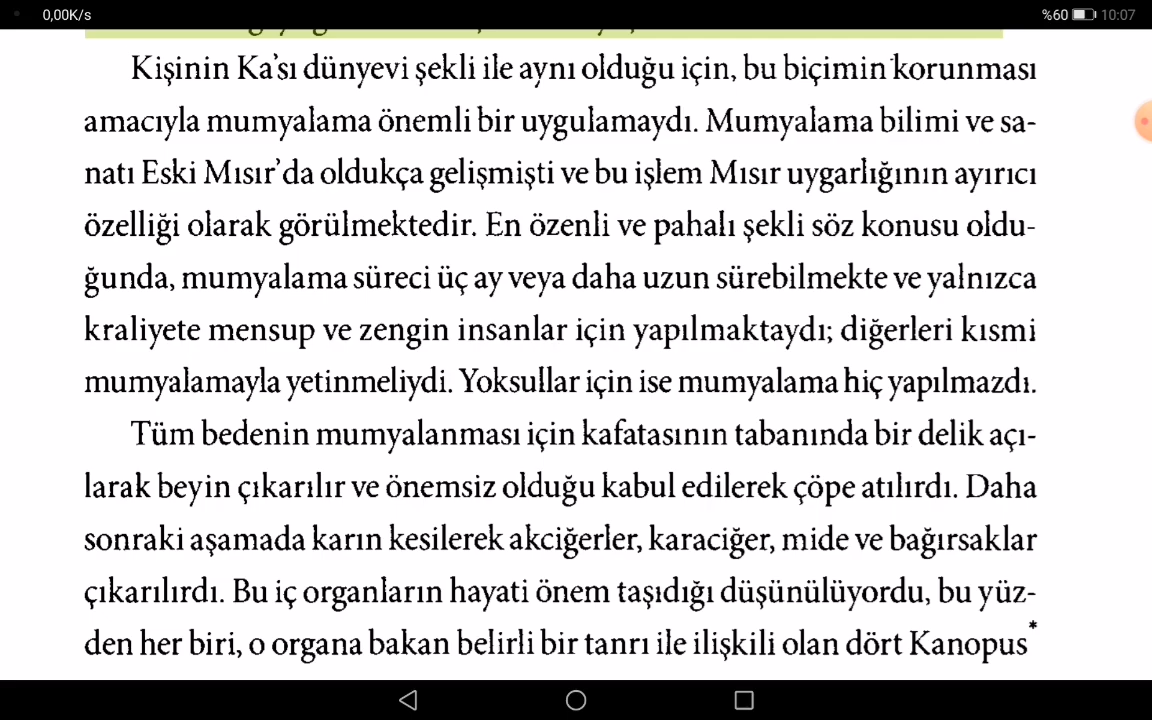 0,00K/s
%60 10:07
Kişinin Ka'sı dünyevi şekli ile aynı olduğu için, bu biçimin korunması
amacıyla mumyalama önemli bir uygulamaydı. Mumyalama bilimi ve sa-
natı Eski Mısır'da oldukça gelişmişti ve bu işlem Mısır uygarlığının ayırıcı
özelliği olarak görülmektedir. En özenli ve pahalı şekli söz konusu oldu-
ğunda, mumyalama süreci üç ay veya daha uzun sürebilmekte ve yalnızca
kraliyete mensup ve zengin insanlar için yapılmaktaydı; diğerleri kısmi
mumyalamayla yetinmeliydi. Yoksullar için ise mumyalama hiç yapılmazdı.
Tüm bedenin mumyalanması için kafatasının tabanında bir delik açı-
larak beyin çıkarılır ve önemsiz olduğu kabul edilerek çöpe atılırdı. Daha
sonraki aşamada karın kesilerek akciğerler, karaciğer, mide ve bağırsaklar
çıkarılırdı. Bu iç organların hayati önem taşıdığı düşünülüyordu, bu yüz-
den her biri, o organa bakan belirli bir tanrı ile ilişkili olan dört Kanopus*